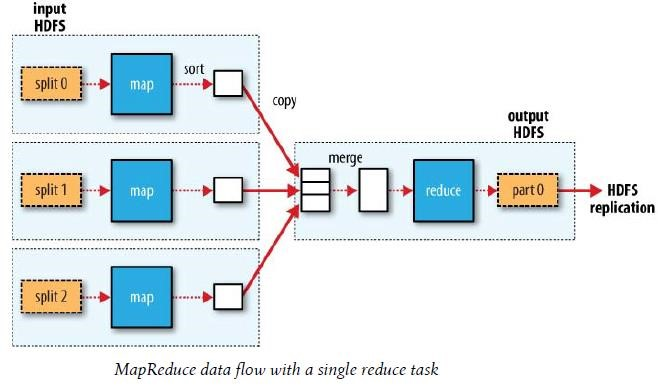 input
HDFS
split 0
map
sort
copy
split 1
map
split 2
map
merge
reduce
output
HDFS
part 0
HDFS
replication
MapReduce data flow with a single reduce task